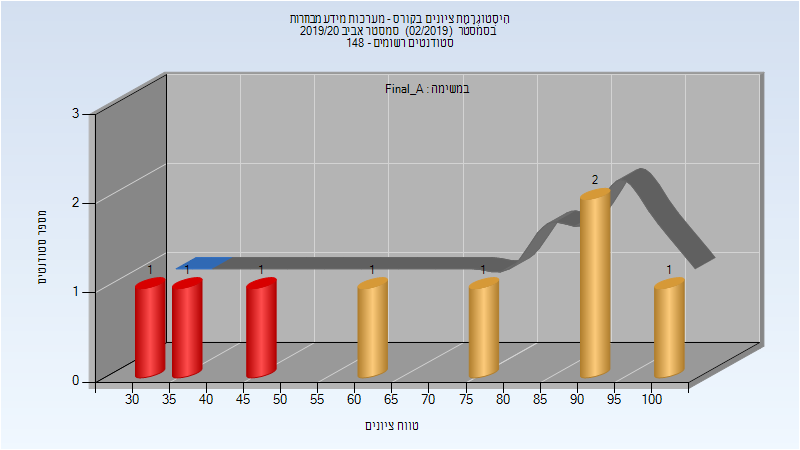 היסטוגרמת ציונים בקורס - מערכות מידע מבוזרות
בסמסטר (02/2019) סמסטר אביב 2019/20
סטודנטים רשומים - 148
במשימה : Final_A
מספר סטודנטים
3
2
1
0
1 1 1 1 1 2 1
30 35 40 45 50 55 60 65 70 75 80 85 90 95 100
טווח ציונים